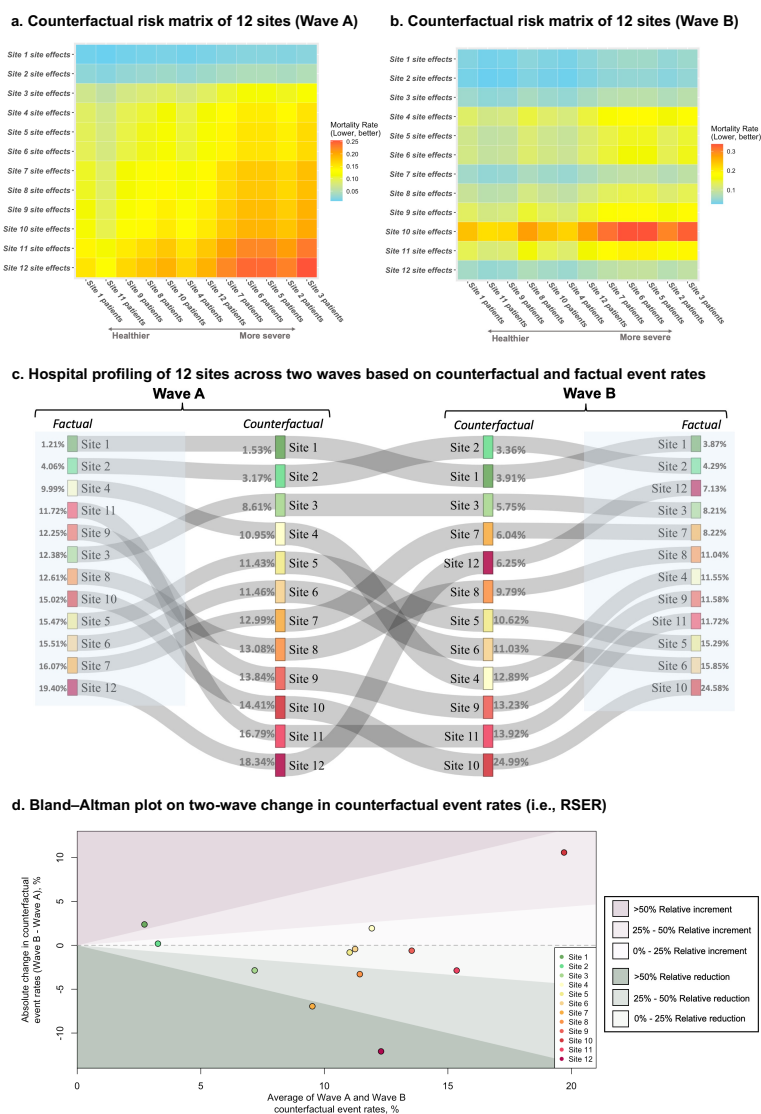 a. Counterfactual risk matrix of 12 sites (Wave A)
Site 1 site effects
Site 2 site effects
Site 3 site effects
Site 4 site effects
Site 5 site effects
Site 6 site effects
Site 7 site effects
Site 8 site effects
Site 9 site effects
Site 10 site effects
Site 11 site effects
Site 12 site effects
Site 1 patients
Site 11 patients
Site 9 patients
Site 8 patients
Site 10 patients
Site 4 patients
Site 12 patients
Site 7 patients
Site 6 patients
Site 5 patients
Site 2 patients
Site 3 patients
Healthier
More severe
Mortality Rate
(Lower, better)
0.25
0.20
0.15
0.10
0.05
b. Counterfactual risk matrix of 12 sites (Wave B)
Site 1 site effects
Site 2 site effects
Site 3 site effects
Site 4 site effects
Site 5 site effects
Site 6 site effects
Site 7 site effects
Site 8 site effects
Site 9 site effects
Site 10 site effects
Site 11 site effects
Site 12 site effects
Site 1 patients
Site 11 patients
Site 9 patients
Site 8 patients
Site 10 patients
Site 4 patients
Site 12 patients
Site 7 patients
Site 6 patients
Site 5 patients
Site 2 patients
Site 3 patients
Healthier
More severe
Mortality Rate
(Lower, better)
0.3
0.2
0.1
c. Hospital profiling of 12 sites across two waves based on counterfactual and factual event rates
Wave A
Wave B
Factual
1.21% Site 1
4.06% Site 2
9.99% Site 4
11.72% Site 11
12.25% Site 9
12.38% Site 3
12.61% Site 8
15.02% Site 10
15.47% Site 5
15.51% Site 6
16.07% Site 7
19.40% Site 12
Counterfactual
1.53% Site 1
3.17% Site 2
8.61% Site 3
10.95% Site 4
11.43% Site 5
11.46% Site 6
12.99% Site 7
13.08% Site 8
13.84% Site 9
14.41% Site 10
16.79% Site 11
18.34% Site 12
Counterfactual
Site 2 3.36%
Site 1 3.91%
Site 3 5.75%
Site 7 6.04%
Site 12 6.25%
Site 8 9.79%
Site 5 10.62%
Site 6 11.03%
Site 4 12.89%
Site 9 13.23%
Site 11 13.92%
Site 10 24.99%
Factual
Site 1 3.87%
Site 2 4.29%
Site 12 7.13%
Site 3 8.21%
Site 7 8.22%
Site 8 11.04%
Site 4 11.55%
Site 9 11.58%
Site 11 11.72%
Site 5 15.29%
Site 6 15.85%
Site 10 24.58%
d. Bland–Altman plot on two-wave change in counterfactual event rates (i.e., RSER)
Absolute change in counterfactual
event rates (Wave B - Wave A), %
10
5
0
-5
-10
0
5
10
15
20
Average of Wave A and Wave B
counterfactual event rates, %
Site 1
Site 2
Site 3
Site 4
Site 5
Site 6
Site 7
Site 8
Site 9
Site 10
Site 11
Site 12
>50% Relative increment
25% - 50% Relative increment
0% - 25% Relative increment
>50% Relative reduction
25% - 50% Relative reduction
0% - 25% Relative reduction